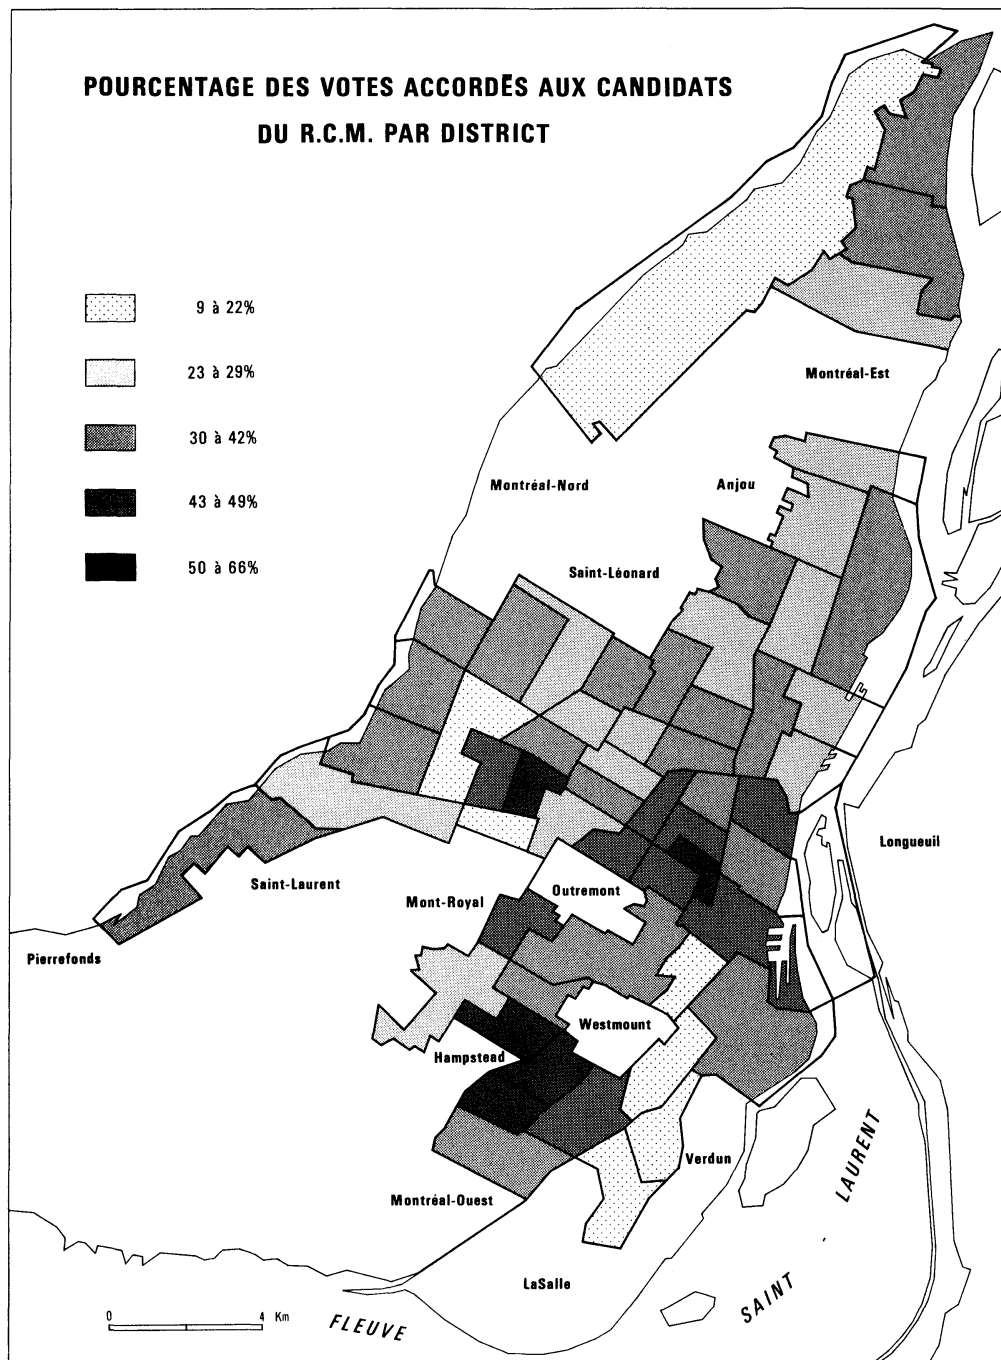 POURCENTAGE DES VOTES ACCORDÉS AUX CANDIDATS
DU R.C.M. PAR DISTRICT
9 à 22%
23 à 29%
30 à 42%
43 à 49%
50 à 66%
Montréal-Est
Montréal-Nord
Anjou
Saint-Léonard
Longueuil
Saint-Laurent
Outremont
Mont-Royal
Pierrefonds
Westmount
Hampstead
Verdun
Montréal-Ouest
LaSalle
0 4 Km
FLEUVE
SAINT
LAURENT